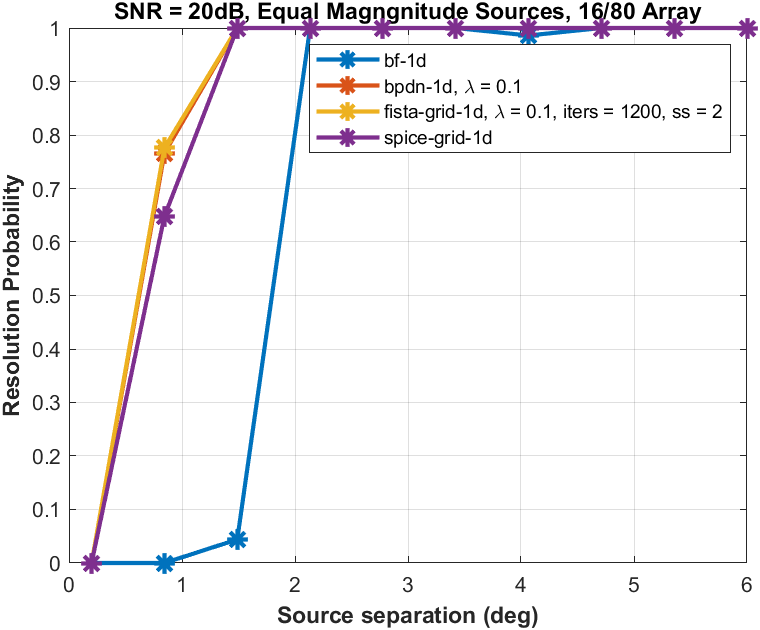 SNR = 20dB, Equal Magngnitude Sources, 16/80 Array
bf-1d
bpdn-1d, λ = 0.1
fista-grid-1d, λ = 0.1, iters = 1200, ss = 2
spice-grid-1d
Resolution Probability
1
0.9
0.8
0.7
0.6
0.5
0.4
0.3
0.2
0.1
0
0 1 2 3 4 5 6
Source separation (deg)